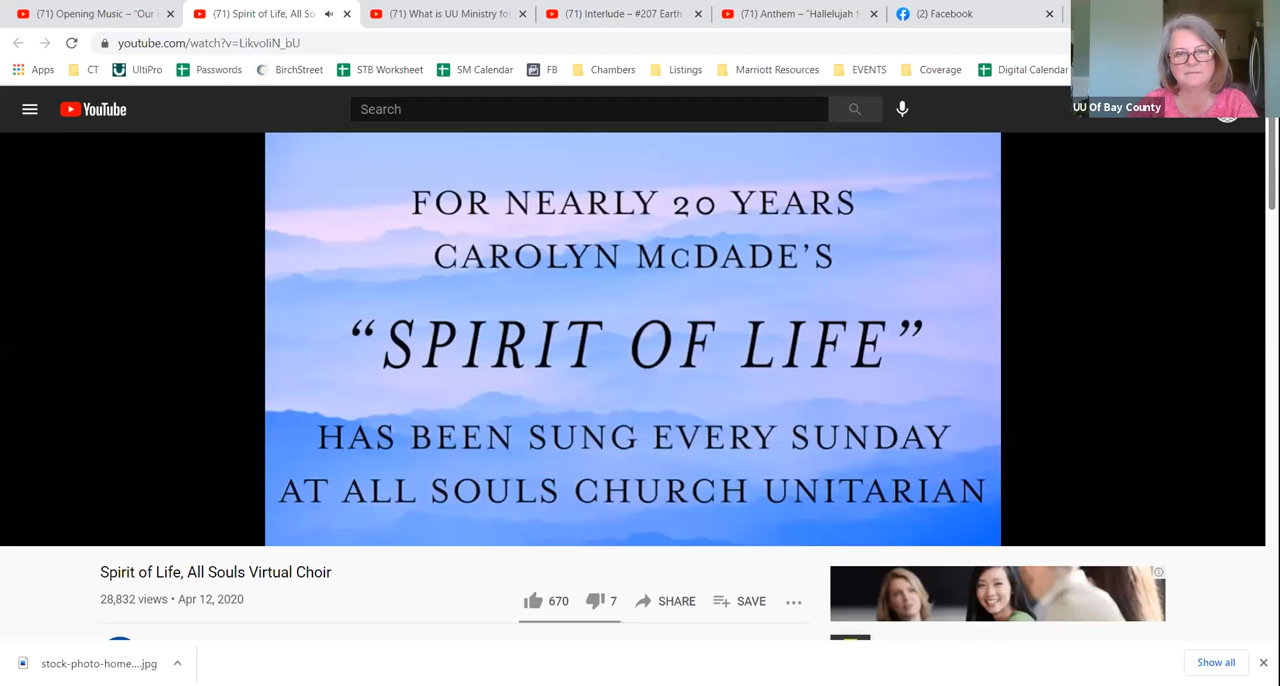 (71) Opening Music – "Our
(71) Spirit of Life, All So
(71) What is UU Ministry for
(71) Interlude – #207 Earth
(71) Anthem – "Hallelujah f
(2) Facebook
youtube.com/watch?v=LikvoIiN_bU
Apps
CT
UltiPro
Passwords
BirchStreet
STB Worksheet
SM Calendar
FB
Chambers
Listings
Marriott Resources
EVENTS
Coverage
Digital Calendar
UU Of Bay County
YouTube
Search
FOR NEARLY 20 YEARS
CAROLYN McDADE'S
"SPIRIT OF LIFE"
HAS BEEN SUNG EVERY SUNDAY
AT ALL SOULS CHURCH UNITARIAN
Spirit of Life, All Souls Virtual Choir
28,832 views • Apr 12, 2020
670
7
SHARE
SAVE
stock-photo-home....jpg
Show all